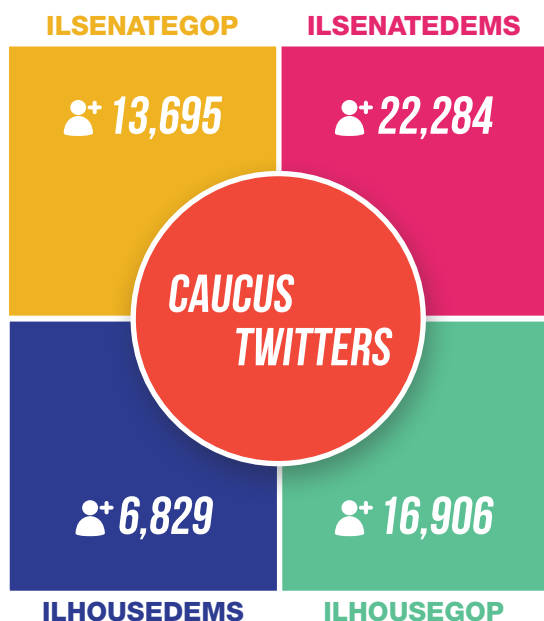 ILSENATEGOP
ILSENATEDEMS
13,695
22,284
CAUCUS
TWITTERS
6,829
16,906
ILHOUSEDEMS
ILHOUSEGOP